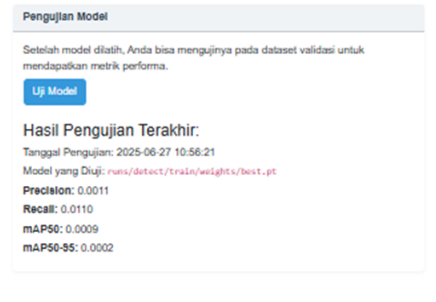 Pengujian Model
Setelah model dilatih, Anda bisa mengujinya pada dataset validasi untuk
mendapatkan metrik performa.
Uji Model
Hasil Pengujian Terakhir:
Tanggal Pengujian: 2025-06-27 10:56:21
Model yang Diuji: runs/detect/train/weights/best.pt
Precision: 0.0011
Recall: 0.0110
mAP50: 0.0009
mAP50-95: 0.0002